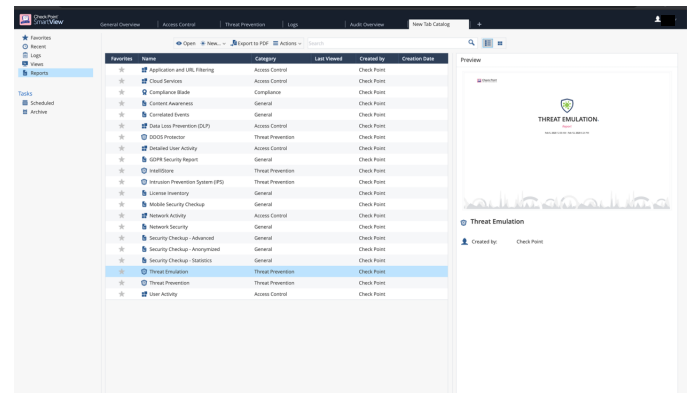 Check Point
SmartView
General Overview
Access Control
Threat Prevention
Logs
Audit Overview
New Tab Catalog
+
Favorites
Recent
Logs
Views
Reports
Tasks
Scheduled
Archive
Open
New...
Export to PDF
Actions
Search
Favorites Name Category Last Viewed Created by Creation Date
Application and URL Filtering Access Control Check Point
Cloud Services Access Control Check Point
Compliance Blade Compliance Check Point
Content Awareness General Check Point
Correlated Events General Check Point
Data Loss Prevention (DLP) Access Control Check Point
DDOS Protector Threat Prevention Check Point
Detailed User Activity Access Control Check Point
GDPR Security Report General Check Point
IntelliStore Threat Prevention Check Point
Intrusion Prevention System (IPS) Threat Prevention Check Point
License Inventory General Check Point
Mobile Security Checkup General Check Point
Network Activity Access Control Check Point
Network Security General Check Point
Security Checkup - Advanced General Check Point
Security Checkup - Anonymized General Check Point
Security Checkup - Statistics General Check Point
Threat Emulation Threat Prevention Check Point
Threat Prevention Threat Prevention Check Point
User Activity Access Control Check Point
Preview
Check Point
THREAT EMULATION
Threat Emulation
Created by: Check Point